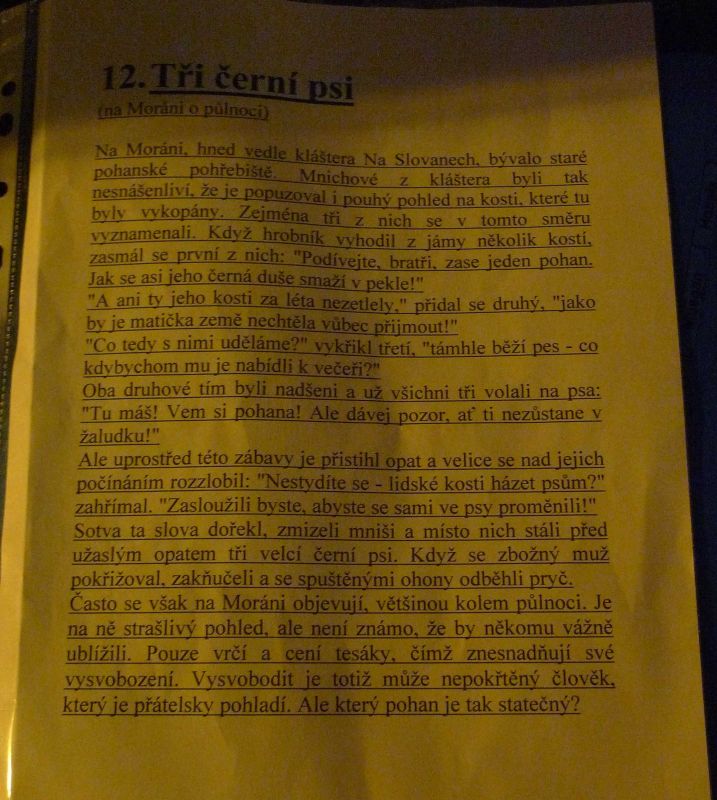 12. Tři černí psi
(na Moráni o půlnoci)
Na Moráni, hned vedle kláštera Na Slovanech, bývalo staré
pohanské pohřebiště. Mnichové z kláštera byli tak
nesnášenliví, že je popuzoval i pouhý pohled na kosti, které tu
byly vykopány. Zejména tři z nich se v tomto směru
vyznamenali. Když hrobník vyhodil z jámy několik kostí,
zasmál se první z nich: "Podívejte, bratři, zase jeden pohan.
Jak se asi jeho černá duše smaží v pekle!"
"A ani ty jeho kosti za léta nezetlely," přidal se druhý, "jako
by je matička země nechtěla vůbec přijmout!"
"Co tedy s nimi uděláme?" vykřikl třetí, "támhle běží pes - co
kdybychom mu je nabídli k večeři?"
Oba druhové tím byli nadšeni a už všichni tři volali na psa:
"Tu máš! Vem si pohana! Ale dávej pozor, ať ti nezůstane v
žaludku!"
Ale uprostřed této zábavy je přistihl opat a velice se nad jejich
počínáním rozzlobil: "Nestydíte se - lidské kosti házet psům?"
zahřímal. "Zasloužili byste, abyste se sami ve psy proměnili!"
Sotva ta slova dořekl, zmizeli mniši a místo nich stáli před
užaslým opatem tři velcí černí psi. Když se zbožný muž
pokřižoval, zakňučeli a se spuštěnými ohony odběhli pryč.
Často se však na Moráni objevují, většinou kolem půlnoci. Je
na ně strašlivý pohled, ale není známo, že by někomu vážně
ublížili. Pouze vrčí a cení tesáky, čímž znesnadňují své
vysvobození. Vysvobodit je totiž může nepokřtěný člověk,
který je přátelsky pohladí. Ale který pohan je tak statečný?